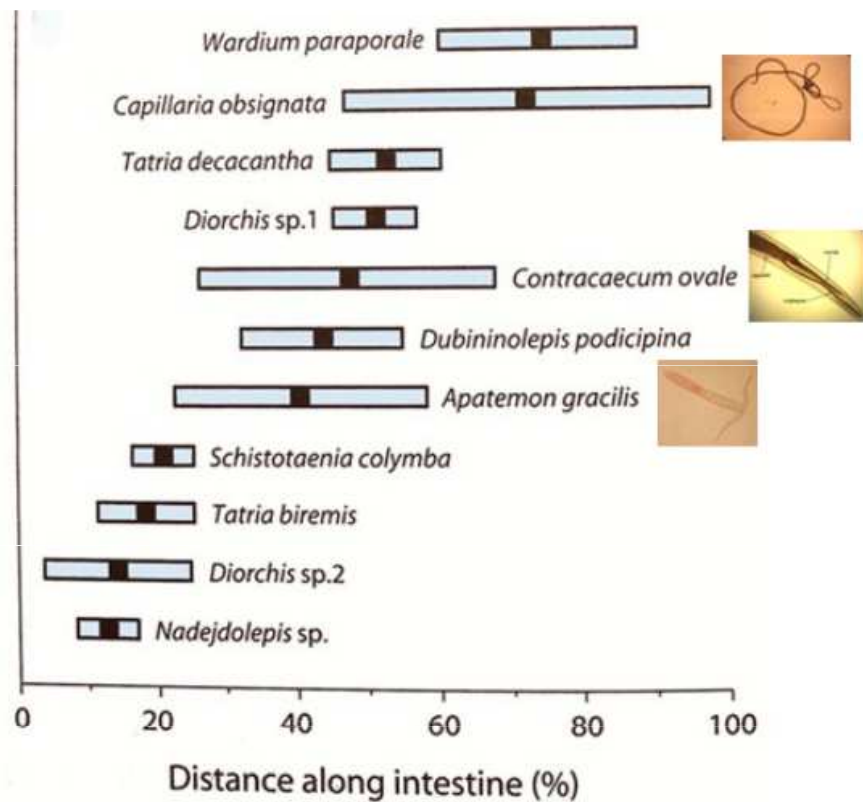 Wardium paraporale
Capillaria obsignata
Tatria decacantha
Diorchis sp.1
Contracaecum ovale
Dubininolepis podicipina
Apatemon gracilis
Schistotaenia colymba
Tatria biremis
Diorchis sp.2
Nadejdolepis sp.
0 20 40 60 80 100
Distance along intestine (%)